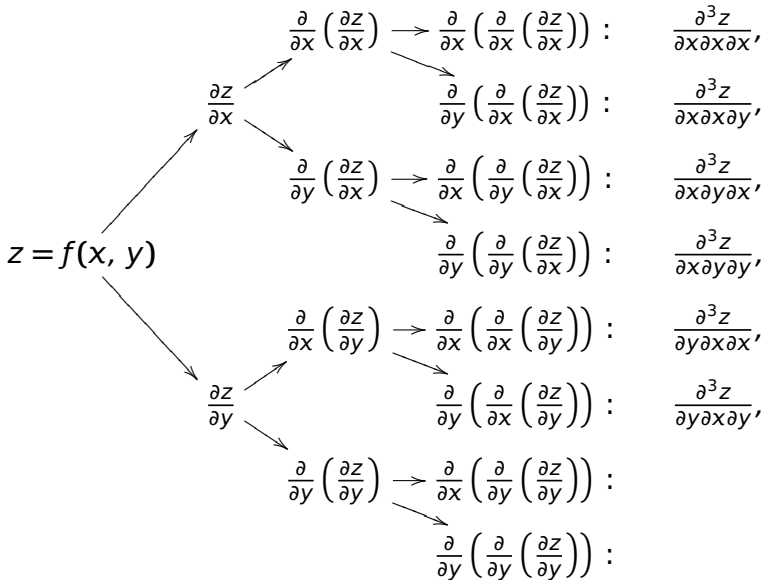 ∂/∂x (∂z/∂x) → ∂/∂x (∂/∂x (∂z/∂x)) : ∂³z/∂x∂x∂x,
∂z/∂x ∂/∂y (∂/∂x (∂z/∂x)) : ∂³z/∂x∂x∂y,
∂/∂y (∂z/∂x) → ∂/∂x (∂/∂y (∂z/∂x)) : ∂³z/∂x∂y∂x,
z = f(x, y) ∂/∂y (∂/∂y (∂z/∂x)) : ∂³z/∂x∂y∂y,
∂/∂x (∂z/∂y) → ∂/∂x (∂/∂x (∂z/∂y)) : ∂³z/∂y∂x∂x,
∂z/∂y ∂/∂y (∂/∂x (∂z/∂y)) : ∂³z/∂y∂x∂y,
∂/∂y (∂z/∂y) → ∂/∂x (∂/∂y (∂z/∂y)) :
∂/∂y (∂/∂y (∂z/∂y)) :